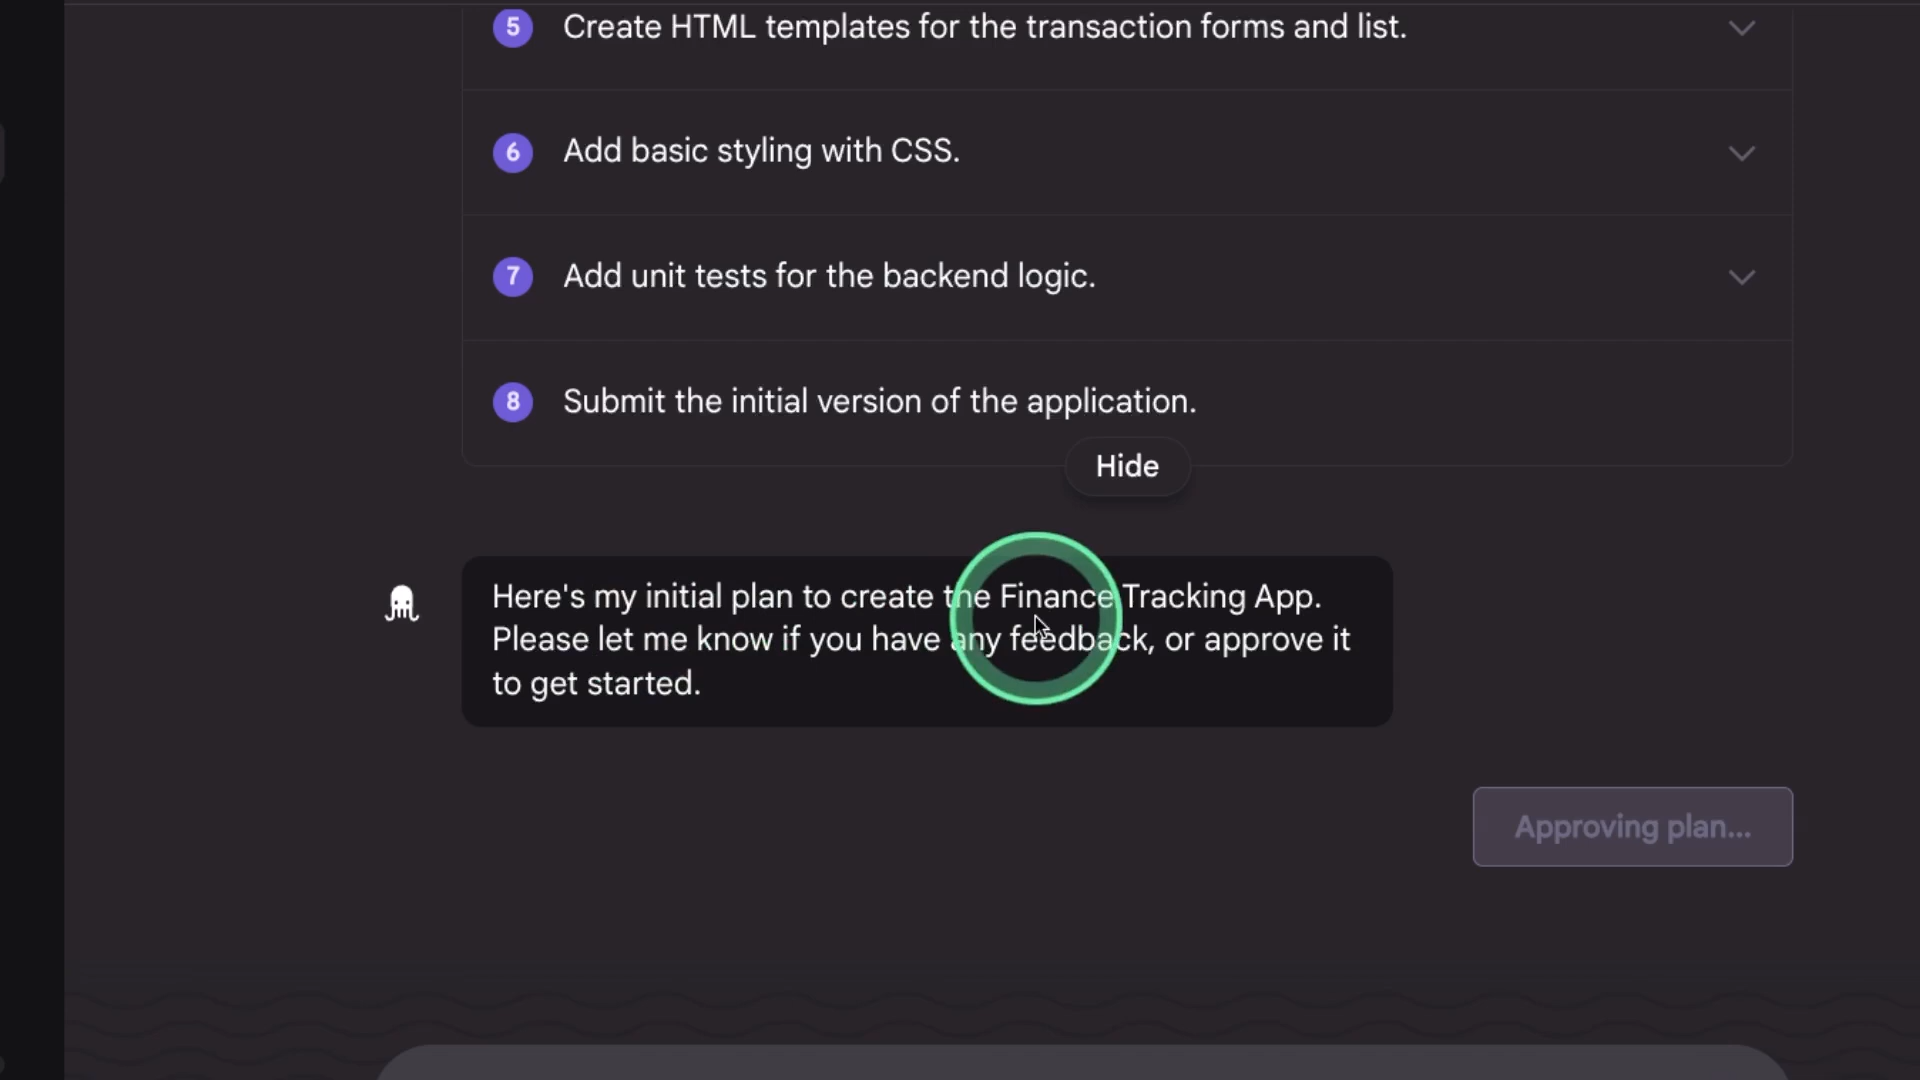 5 Create HTML templates for the transaction forms and list.
6 Add basic styling with CSS.
7 Add unit tests for the backend logic.
8 Submit the initial version of the application.
Hide
Here's my initial plan to create the Finance Tracking App.
Please let me know if you have any feedback, or approve it
to get started.
Approving plan...